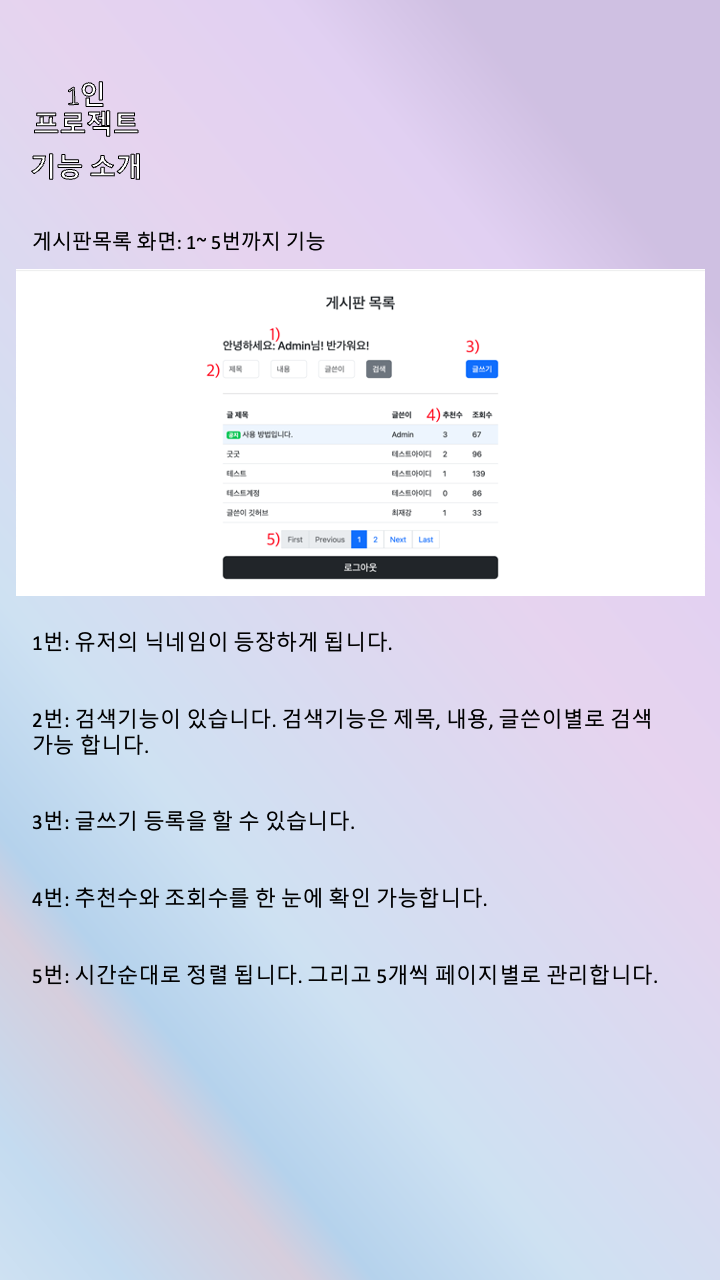 1인
프로젝트
기능 소개
게시판목록 화면: 1~ 5번까지 기능
게시판 목록
1)
안녕하세요: Admin님! 반가워요!
3)
2) 제목 내용 글쓴이 검색 글쓰기
글 제목 글쓴이 4) 추천수 조회수
공지 사용 방법입니다. Admin 3 67
굿굿 테스트아이디 2 96
테스트 테스트아이디 1 139
테스트계정 테스트아이디 0 86
글쓴이 깃허브 최재강 1 33
5) First Previous 1 2 Next Last
로그아웃
1번: 유저의 닉네임이 등장하게 됩니다.
2번: 검색기능이 있습니다. 검색기능은 제목, 내용, 글쓴이별로 검색
가능 합니다.
3번: 글쓰기 등록을 할 수 있습니다.
4번: 추천수와 조회수를 한 눈에 확인 가능합니다.
5번: 시간순대로 정렬 됩니다. 그리고 5개씩 페이지별로 관리합니다.